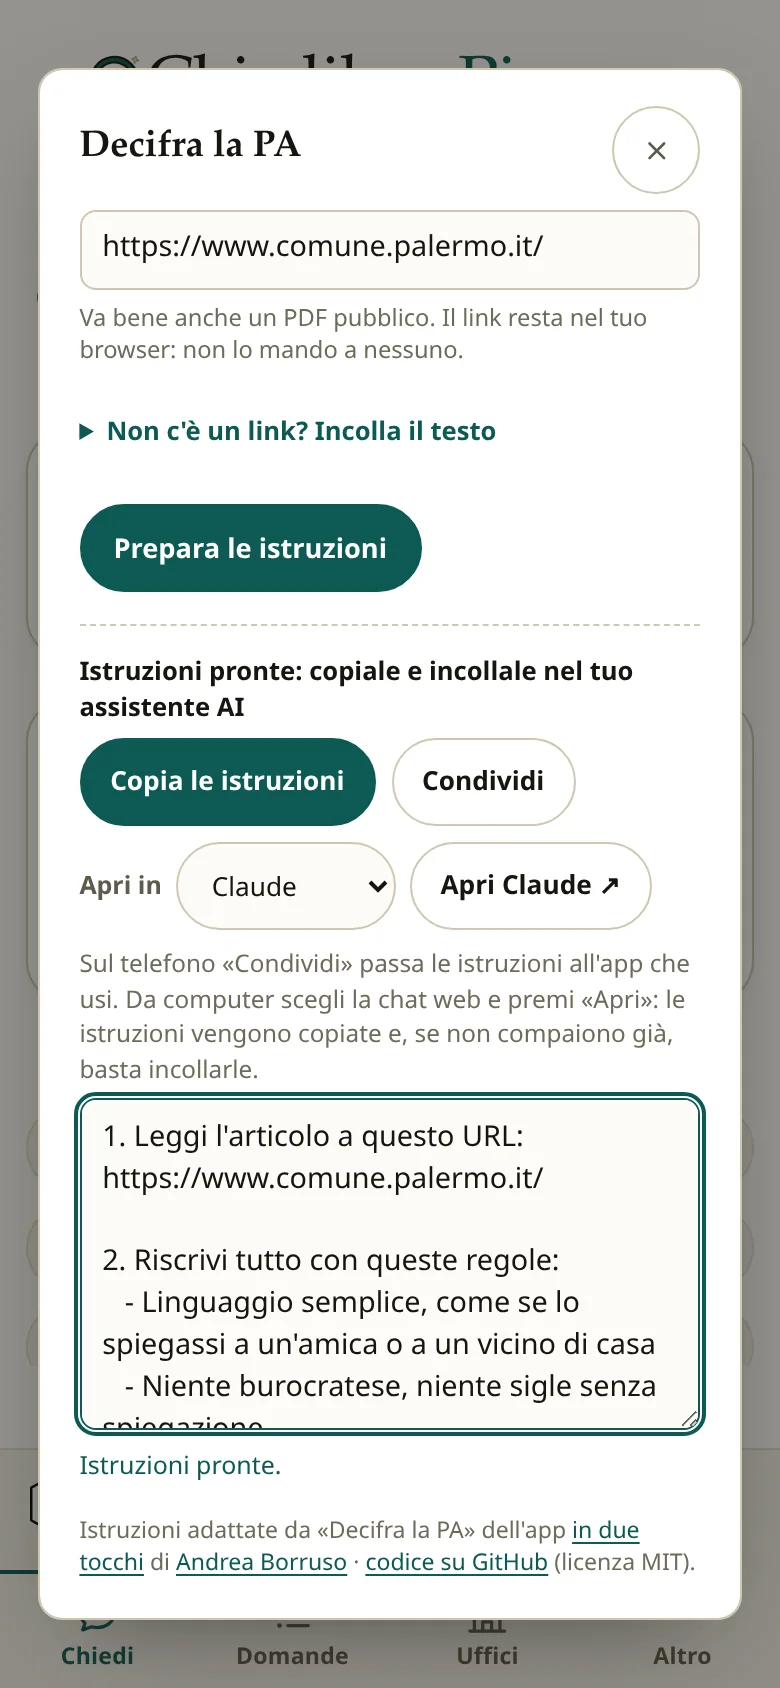 Decifra la PA
https://www.comune.palermo.it/
Va bene anche un PDF pubblico. Il link resta nel tuo
browser: non lo mando a nessuno.
Non c'è un link? Incolla il testo
Prepara le istruzioni
Istruzioni pronte: copiale e incollale nel tuo
assistente AI
Copia le istruzioni
Condividi
Apri in
Claude
Apri Claude ↗
Sul telefono «Condividi» passa le istruzioni all'app che
usi. Da computer scegli la chat web e premi «Apri»: le
istruzioni vengono copiate e, se non compaiono già,
basta incollarle.
1. Leggi l'articolo a questo URL:
https://www.comune.palermo.it/
2. Riscrivi tutto con queste regole:
- Linguaggio semplice, come se lo
spiegassi a un'amica o a un vicino di casa
- Niente burocratese, niente sigle senza
spiegazione
Istruzioni pronte.
Istruzioni adattate da «Decifra la PA» dell'app in due
tocchi di Andrea Borruso · codice su GitHub (licenza MIT).
Chiedi
Domande
Uffici
Altro